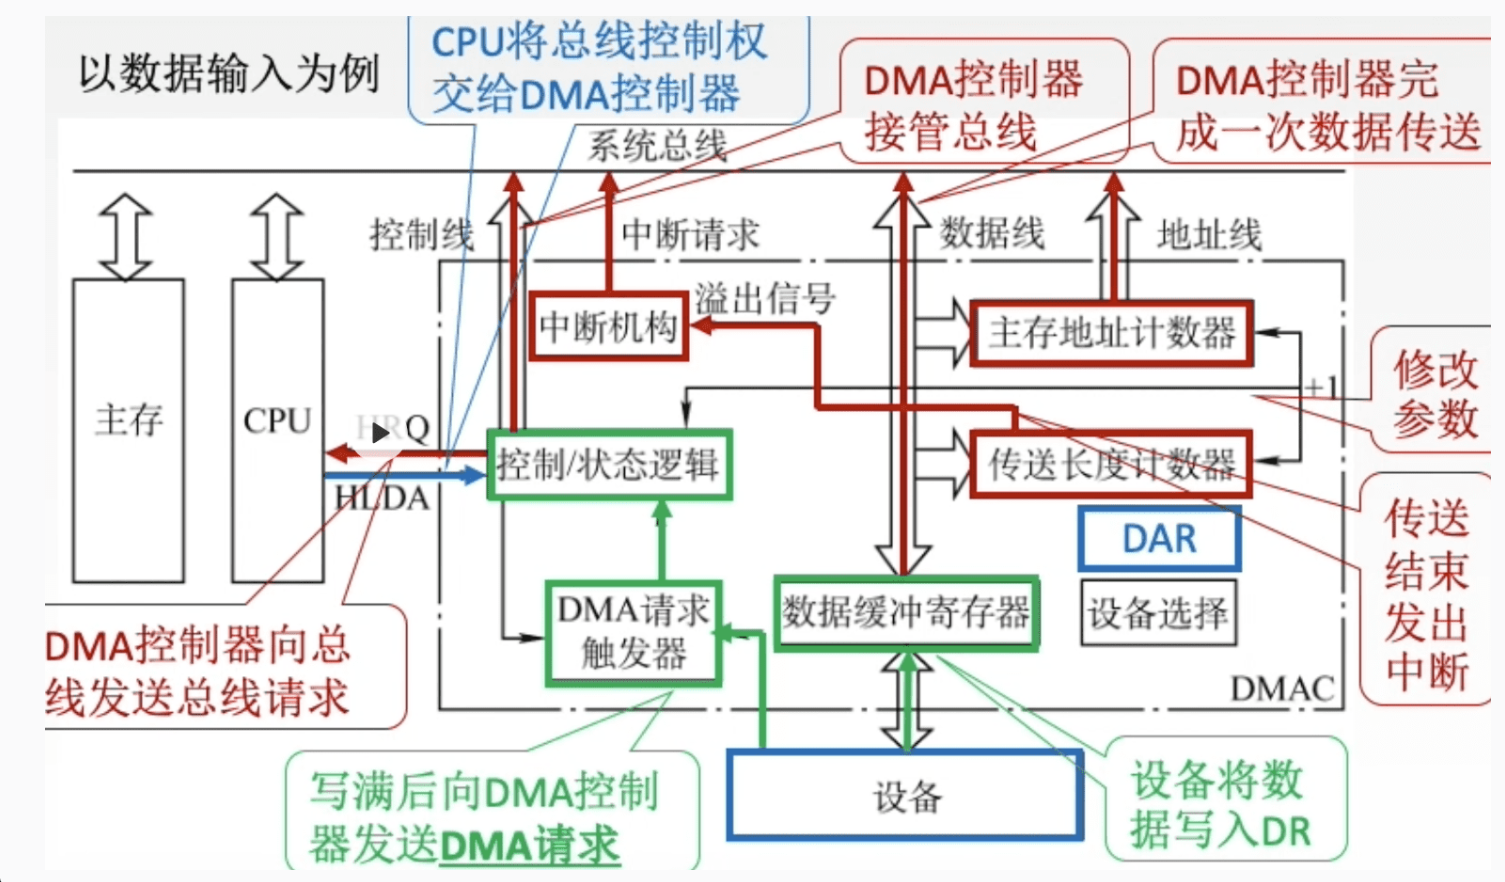 以数据输入为例
CPU将总线控制权
交给DMA控制器
DMA控制器
接管总线
DMA控制器完
成一次数据传送
系统总线
控制线
中断请求
数据线
地址线
溢出信号
中断机构
主存地址计数器
修改
参数
+1
主存
CPU
HRQ
控制/状态逻辑
传送长度计数器
HLDA
传送
结束
发出
中断
DAR
DMA请求
触发器
数据缓冲寄存器
设备选择
DMA控制器向总
线发送总线请求
DMAC
写满后向DMA控制
器发送DMA请求
设备
设备将数
据写入DR